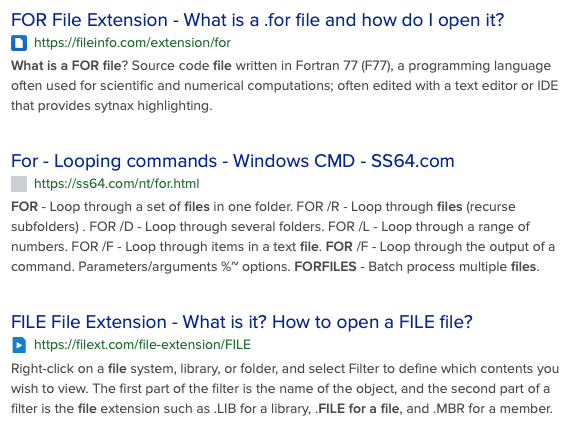 FOR File Extension - What is a .for file and how do I open it?
https://fileinfo.com/extension/for
What is a FOR file? Source code file written in Fortran 77 (F77), a programming language
often used for scientific and numerical computations; often edited with a text editor or IDE
that provides sytnax highlighting.
For - Looping commands - Windows CMD - SS64.com
https://ss64.com/nt/for.html
FOR - Loop through a set of files in one folder. FOR /R - Loop through files (recurse
subfolders) . FOR /D - Loop through several folders. FOR /L - Loop through a range of
numbers. FOR /F - Loop through items in a text file. FOR /F - Loop through the output of a
command. Parameters/arguments %~ options. FORFILES - Batch process multiple files.
FILE File Extension - What is it? How to open a FILE file?
https://filext.com/file-extension/FILE
Right-click on a file system, library, or folder, and select Filter to define which contents you
wish to view. The first part of the filter is the name of the object, and the second part of a
filter is the file extension such as .LIB for a library, .FILE for a file, and .MBR for a member.